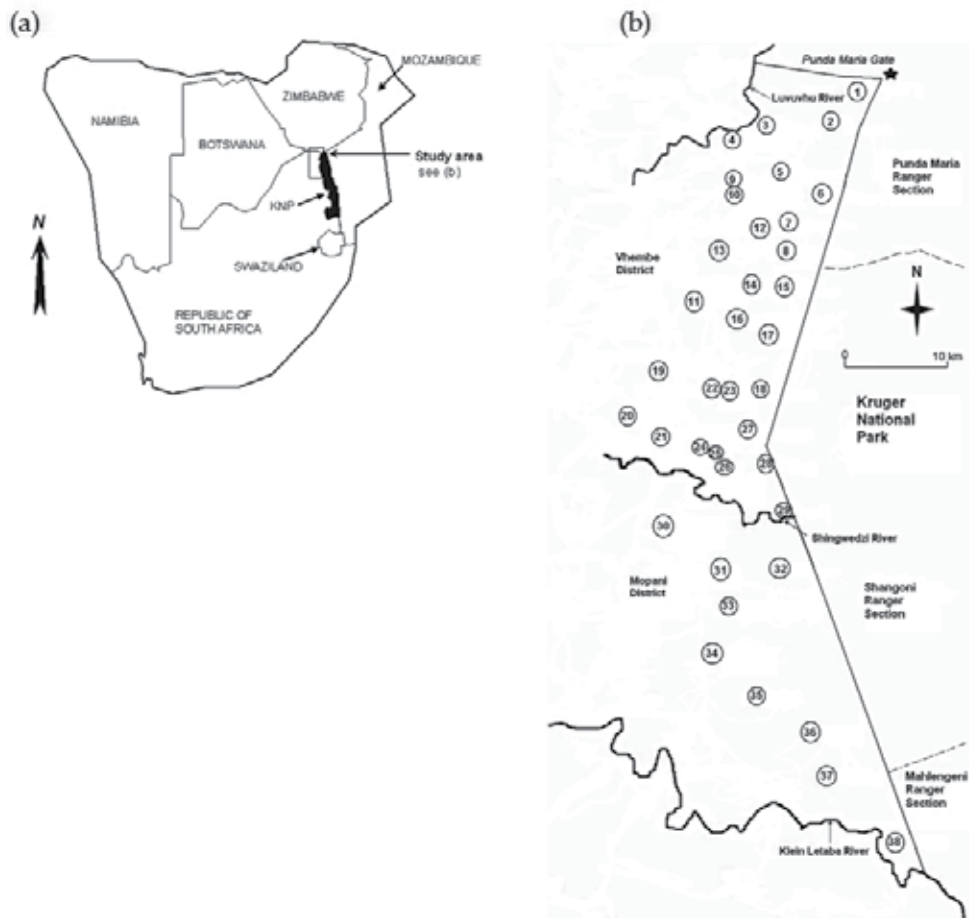 (a)
MOZAMBIQUE
ZIMBABWE
NAMIBIA
BOTSWANA
Study area
see (b)
KNP
N
SWAZILAND
REPUBLIC OF
SOUTH AFRICA
(b)
Punda Maria Gate
Luvuvhu River
1
2
3
4
5
Punda Maria
Ranger
Section
9
10
6
7
12
8
13
Vhembe
District
N
14
15
11
16
17
0
10 km
19
22
23
18
Kruger
National
Park
20
21
27
24
25
26
28
29
30
Shingwedzi River
31
32
Mopani
District
33
Shangoni
Ranger
Section
34
35
36
37
Mahlengeni
Ranger
Section
38
Klein Letaba River